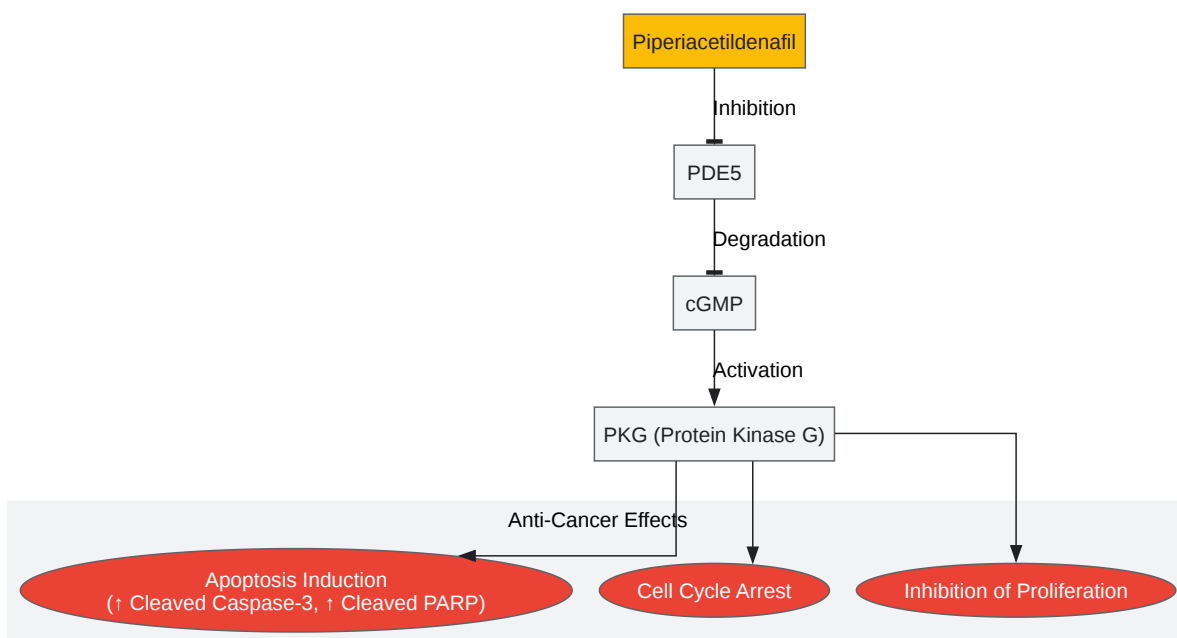 Piperiacetildenafil
Inhibition
PDE5
Degradation
cGMP
Activation
PKG (Protein Kinase G)
Anti-Cancer Effects
Apoptosis Induction
(↑ Cleaved Caspase-3, ↑ Cleaved PARP)
Cell Cycle Arrest
Inhibition of Proliferation